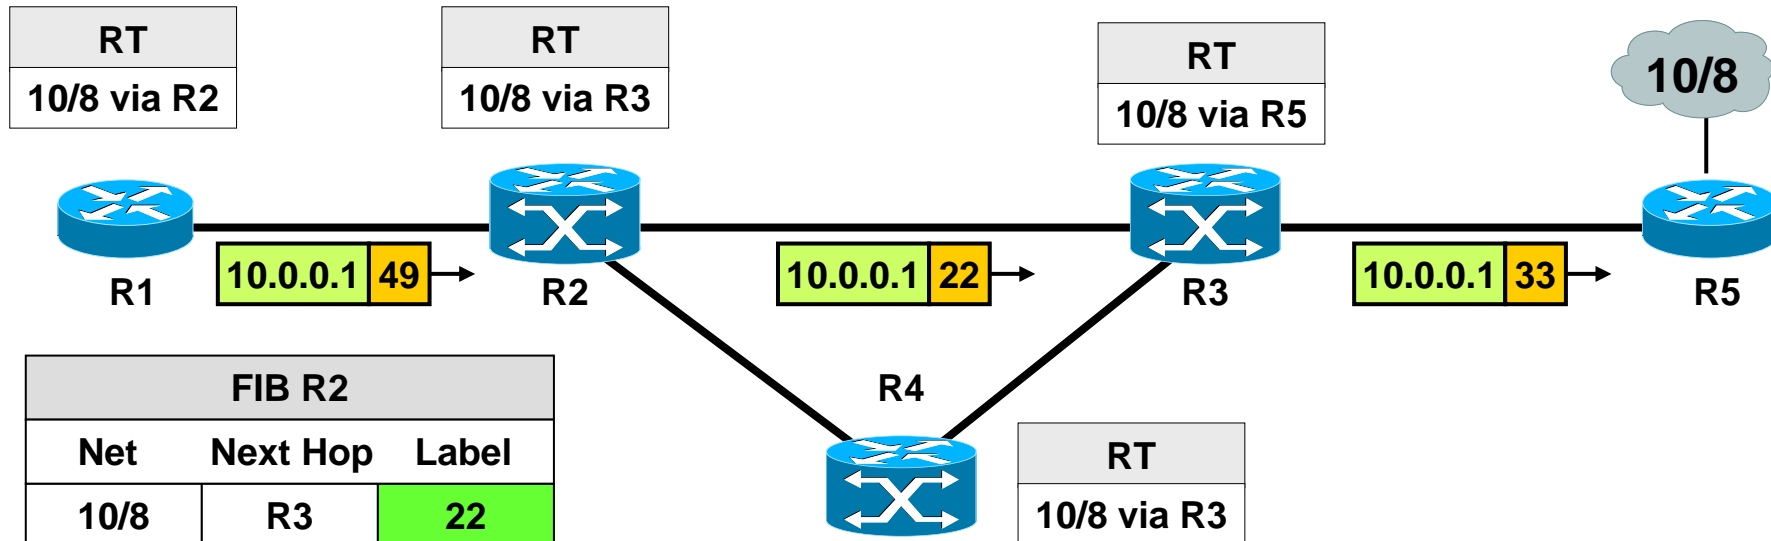 RT
10/8 via R2
RT
10/8 via R3
RT
10/8 via R5
10/8
10.0.0.1 49
10.0.0.1 22
10.0.0.1 33
R1
R2
R3
R5
R4
FIB R2
Net Next Hop Label
10/8 R3 22
RT
10/8 via R3